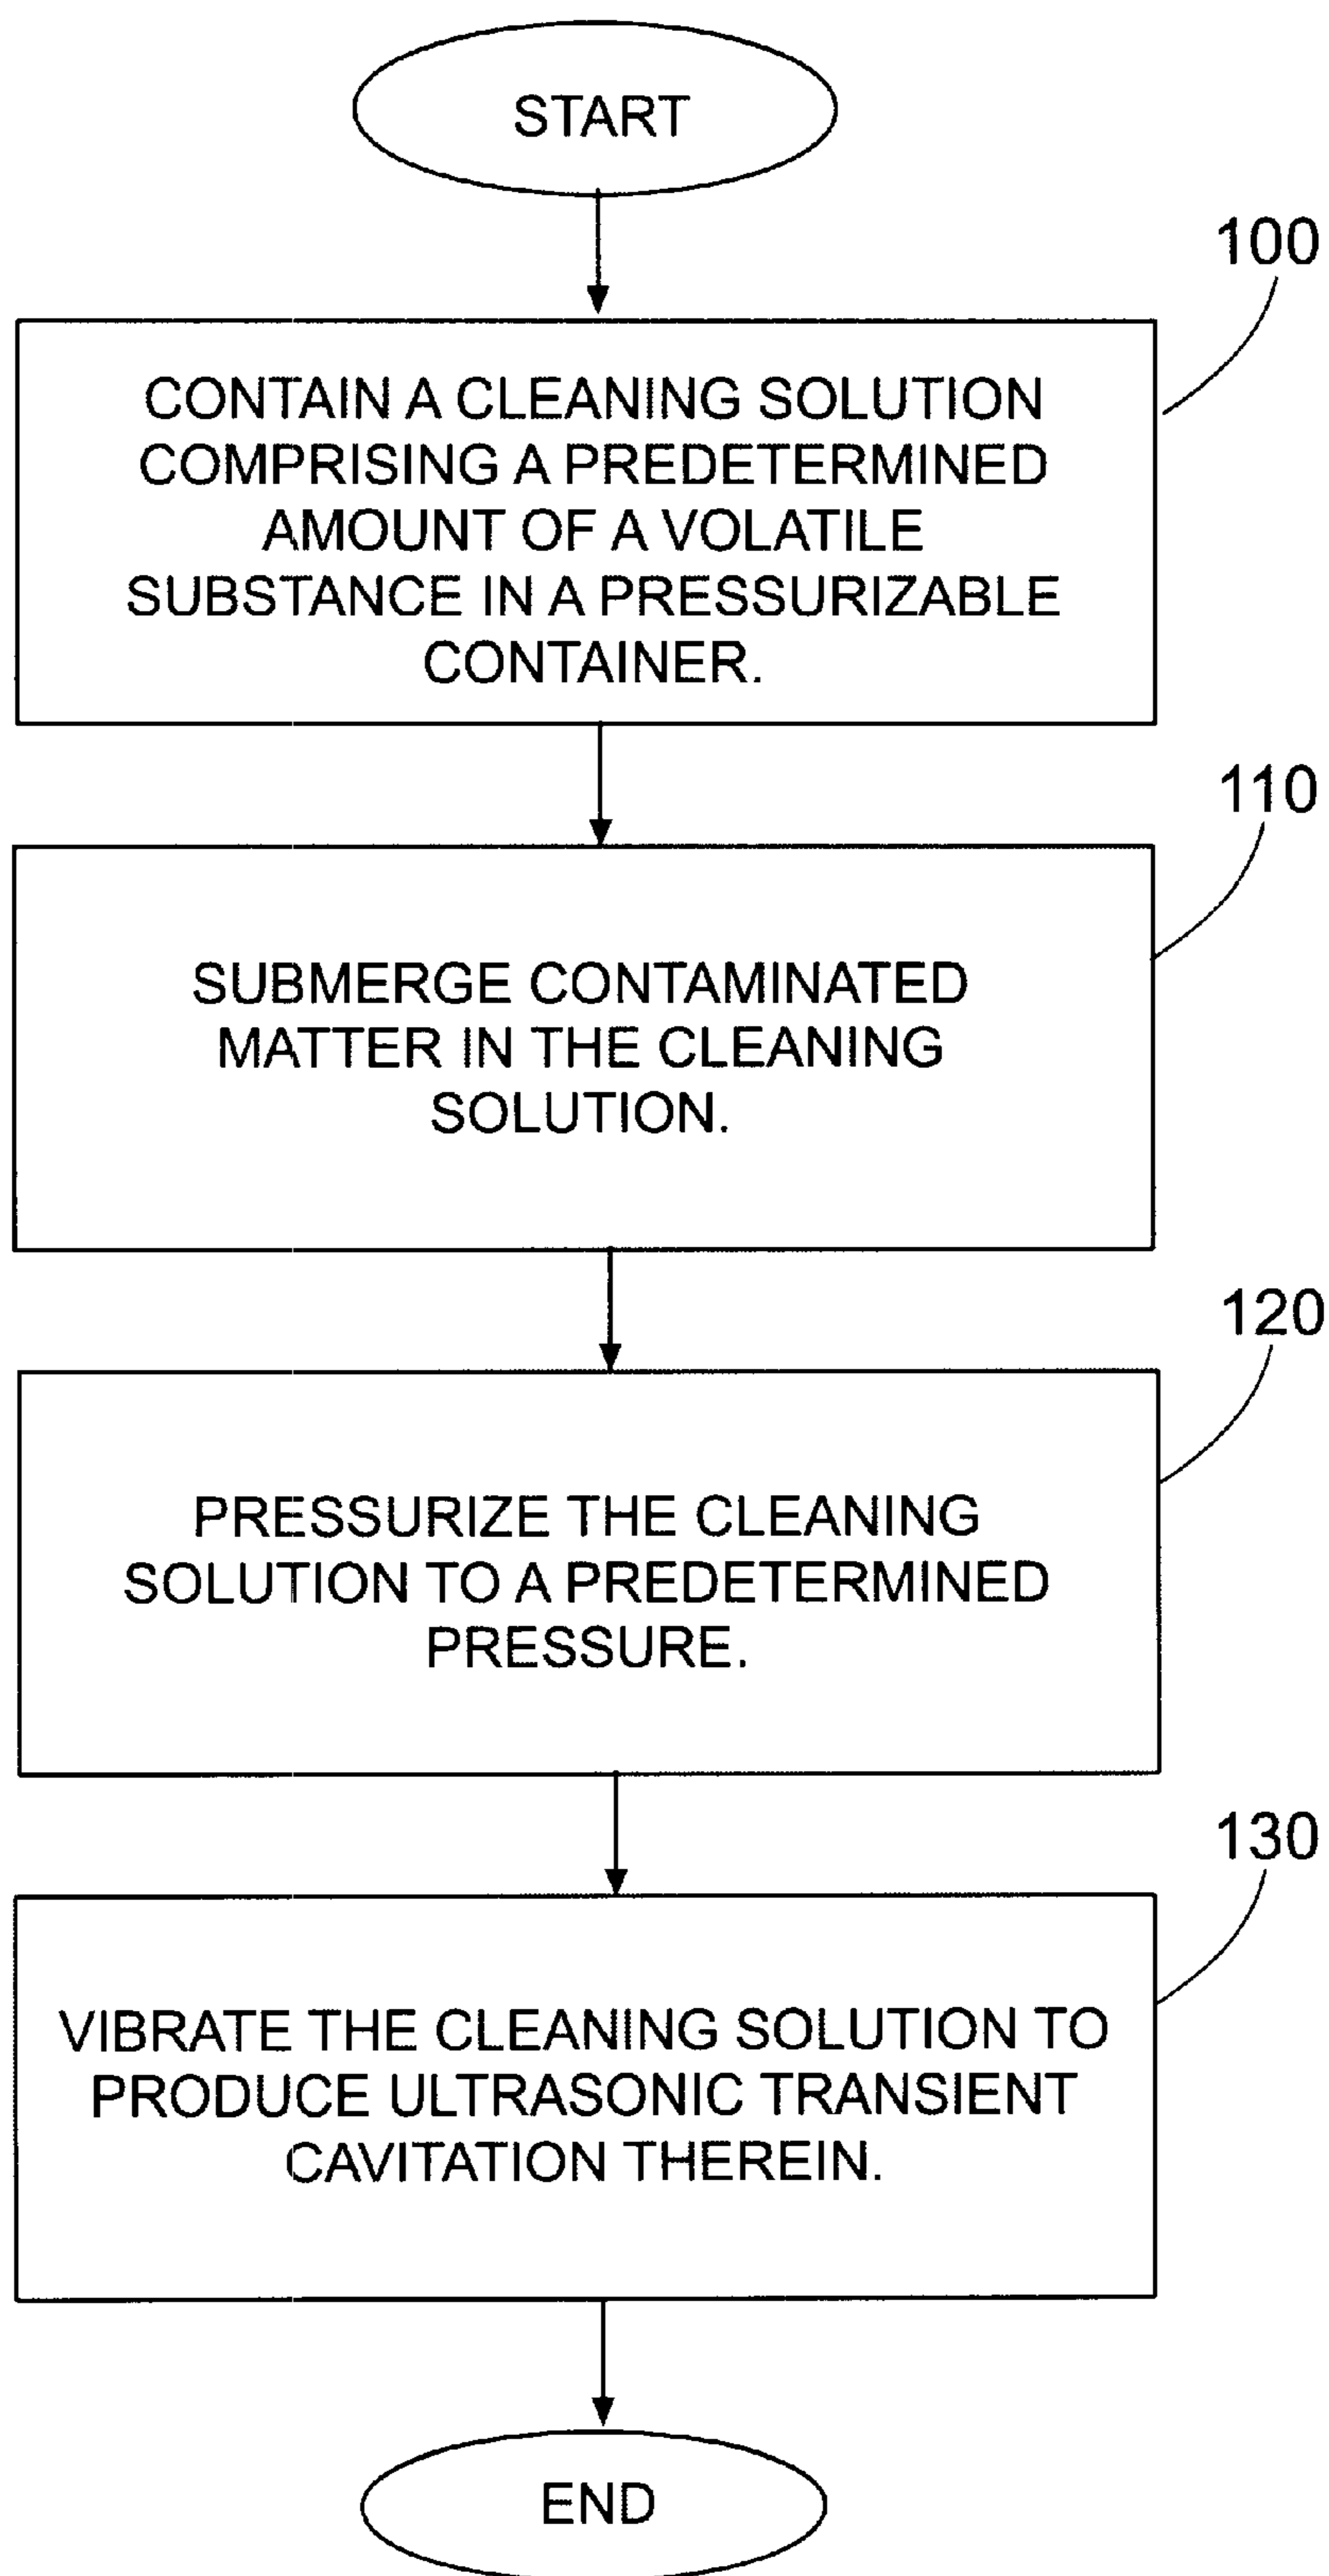 START
100
CONTAIN A CLEANING SOLUTION
COMPRISING A PREDETERMINED
AMOUNT OF A VOLATILE
SUBSTANCE IN A PRESSURIZABLE
CONTAINER.
110
SUBMERGE CONTAMINATED
MATTER IN THE CLEANING
SOLUTION.
120
PRESSURIZE THE CLEANING
SOLUTION TO A PREDETERMINED
PRESSURE.
130
VIBRATE THE CLEANING SOLUTION TO
PRODUCE ULTRASONIC TRANSIENT
CAVITATION THEREIN.
END